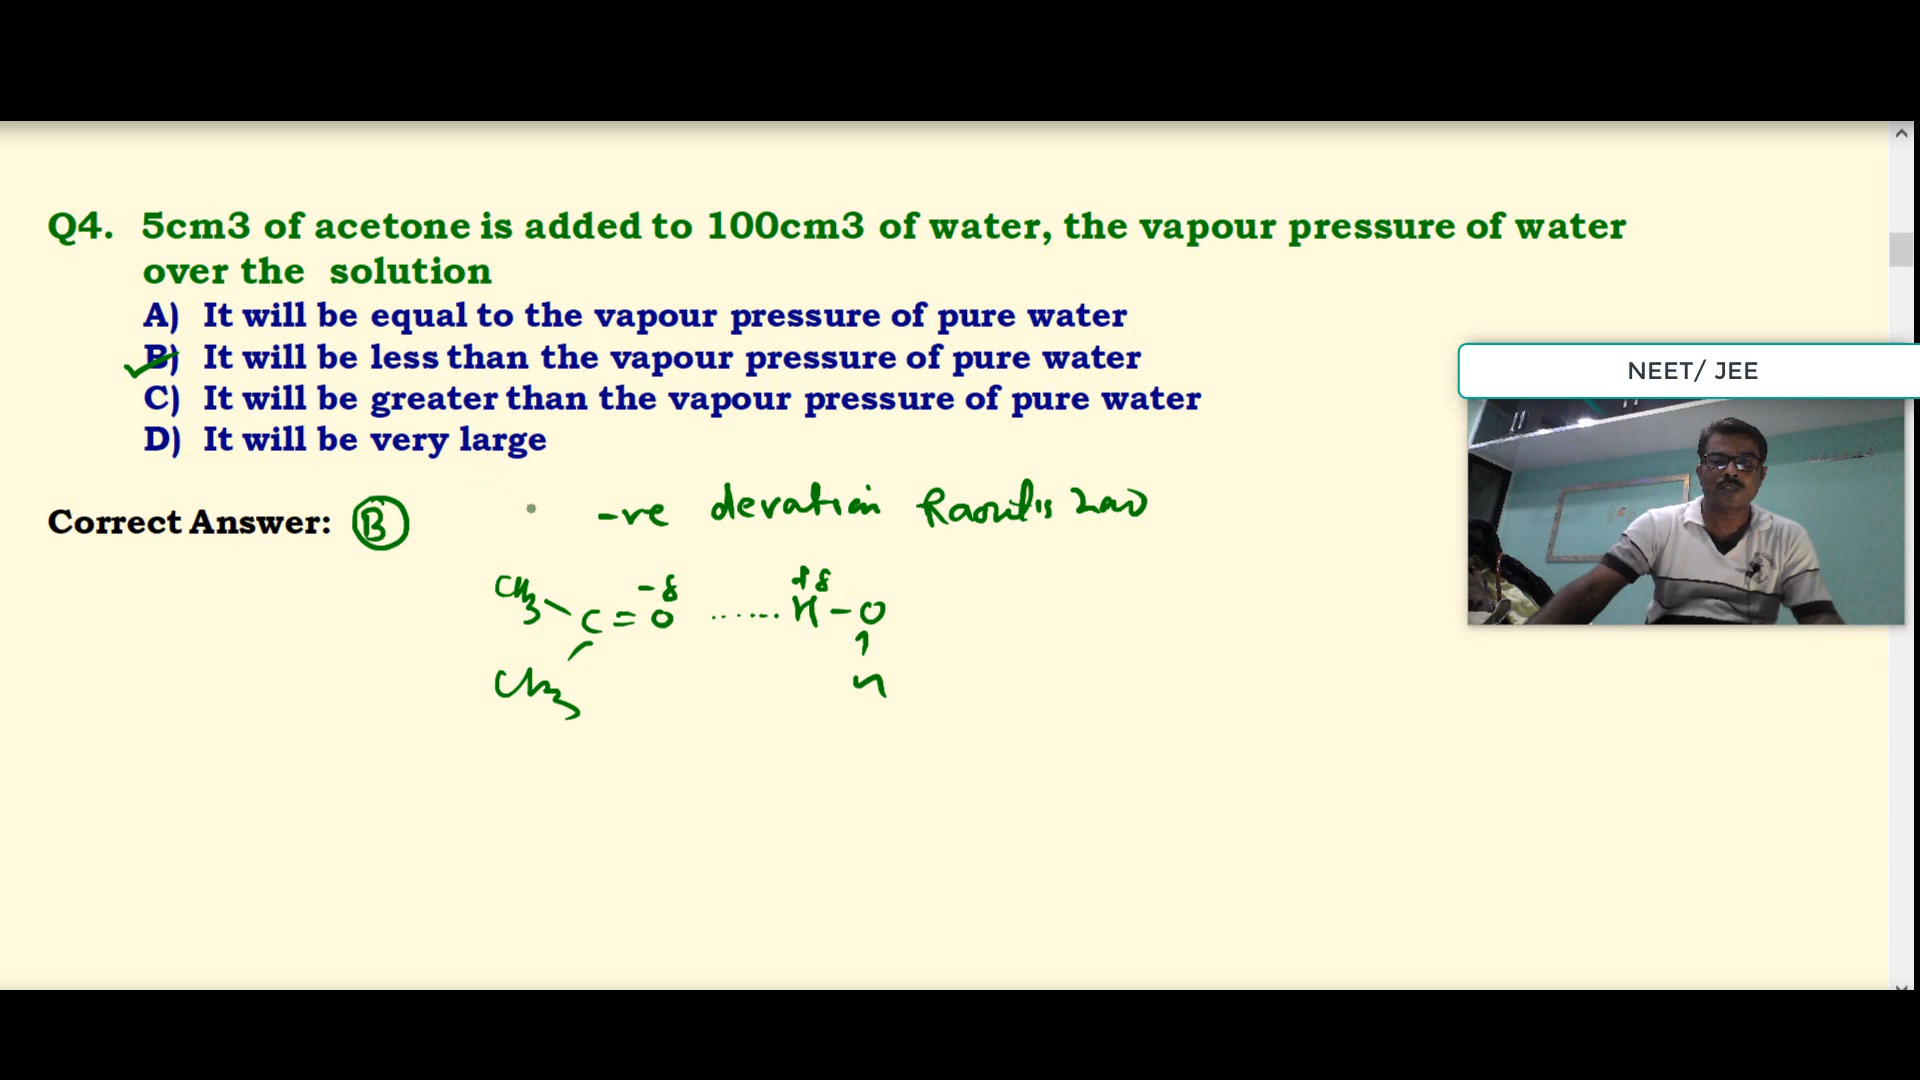 Q4. 5cm3 of acetone is added to 100cm3 of water, the vapour pressure of water
over the solution
A) It will be equal to the vapour pressure of pure water
B) It will be less than the vapour pressure of pure water
C) It will be greater than the vapour pressure of pure water
D) It will be very large
NEET/ JEE
Correct Answer: B
-ve devation Raoult's Law
-δ +δ
CH3 C = O ...... H - O
CH3 H